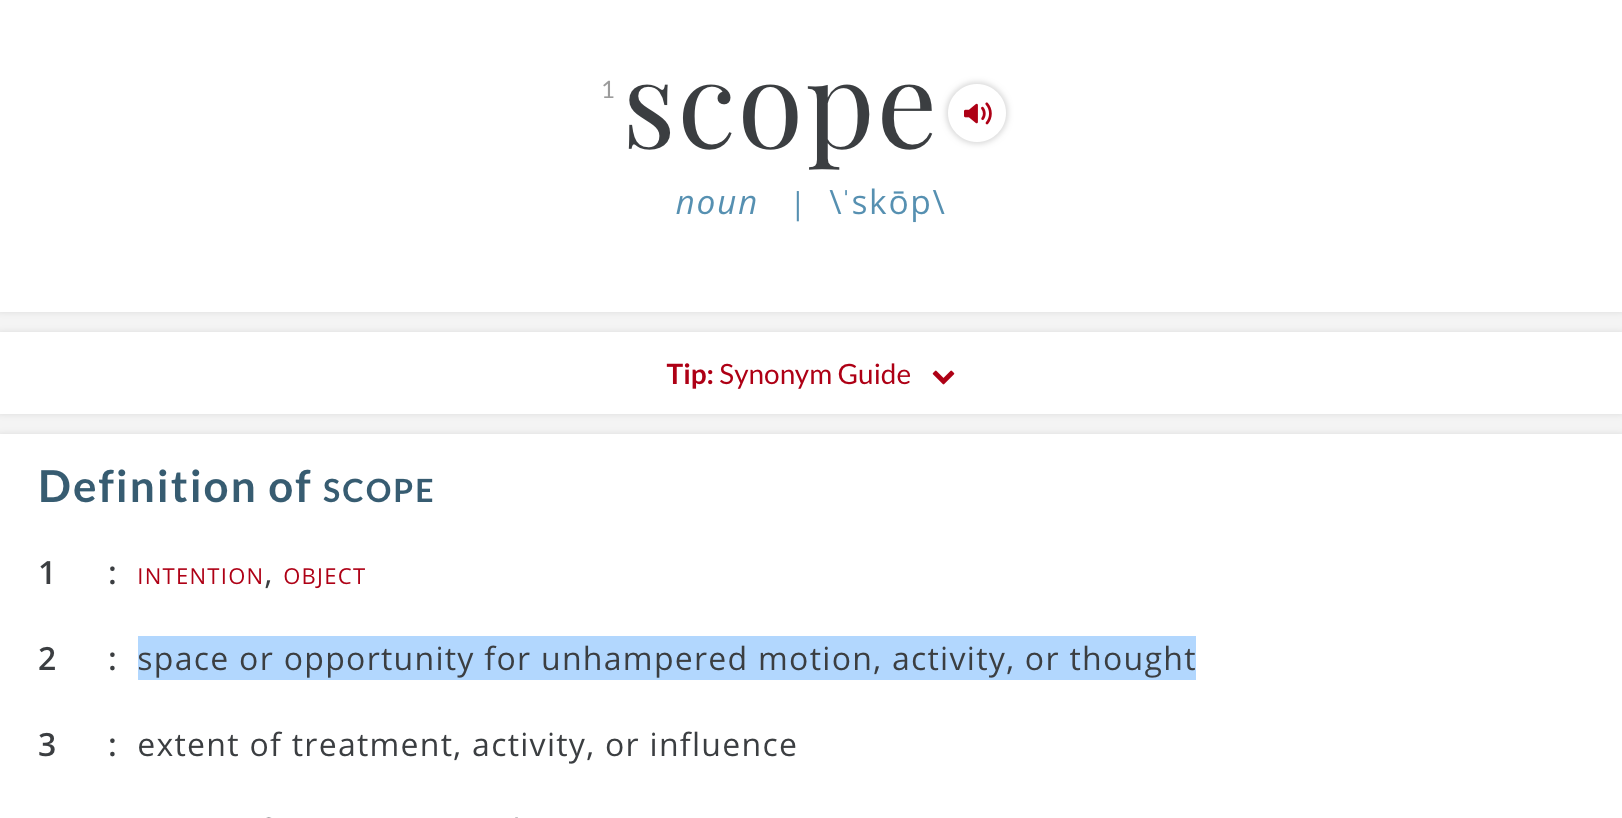 1 scope
noun | \ˈskōp\
Tip: Synonym Guide
Definition of SCOPE
1 : INTENTION, OBJECT
2 : space or opportunity for unhampered motion, activity, or thought
3 : extent of treatment, activity, or influence